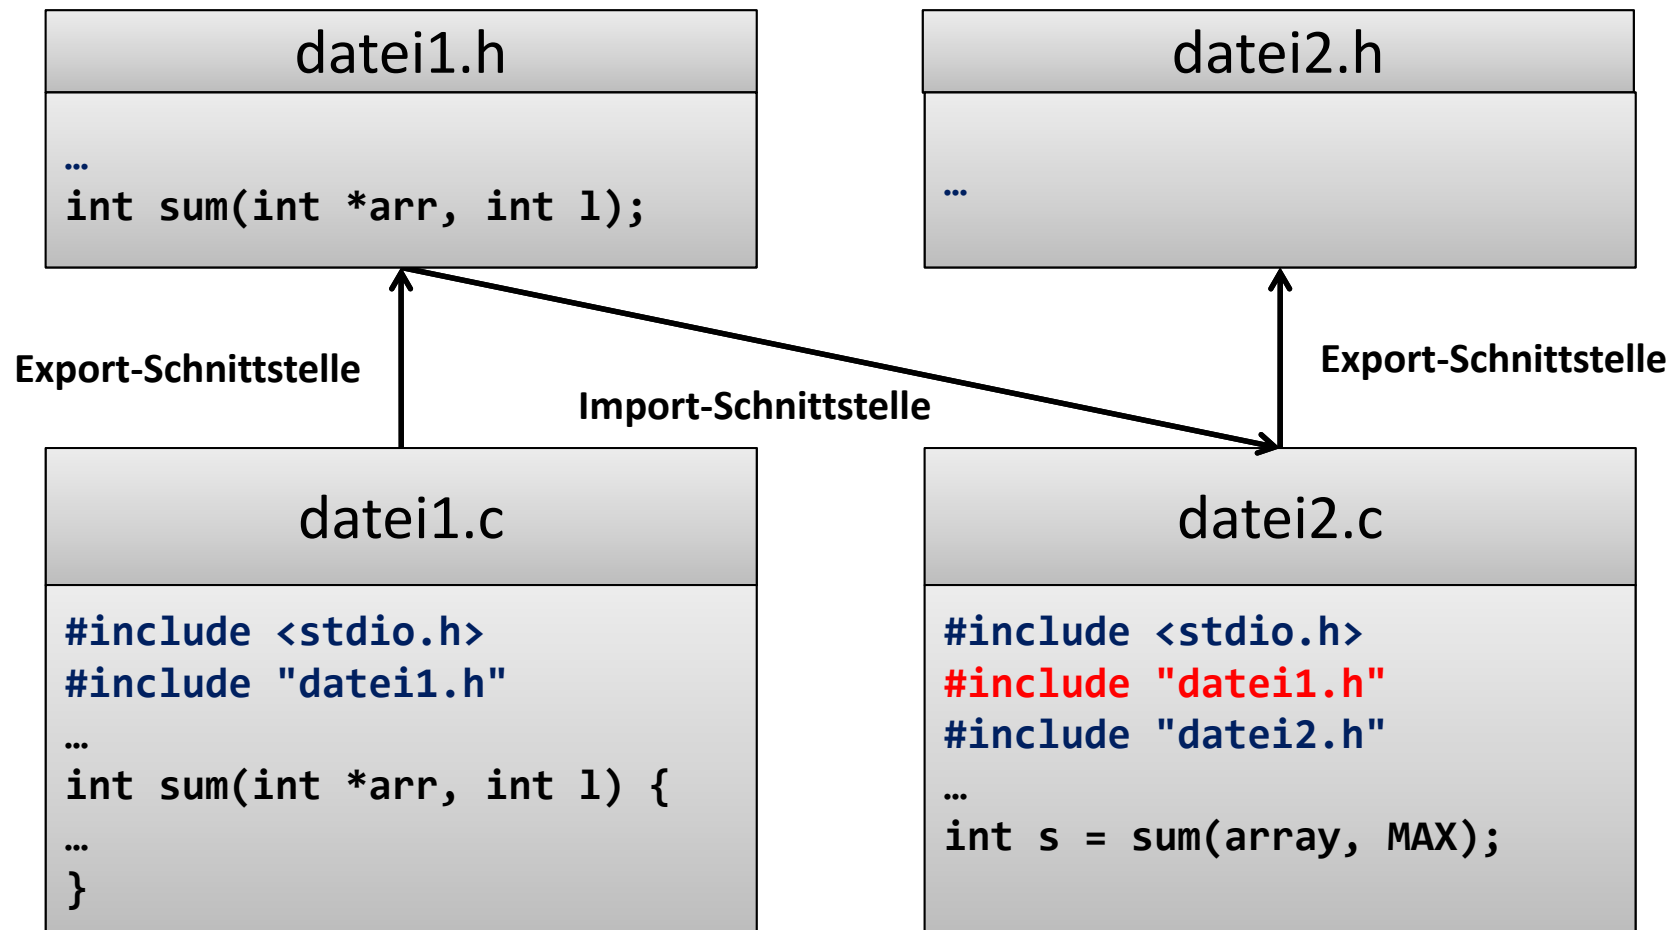 datei1.h
…
int sum(int *arr, int l);
datei2.h
…
Export-Schnittstelle
Import-Schnittstelle
Export-Schnittstelle
datei1.c
#include <stdio.h>
#include "datei1.h"
…
int sum(int *arr, int l) {
…
}
datei2.c
#include <stdio.h>
#include "datei1.h"
#include "datei2.h"
…
int s = sum(array, MAX);